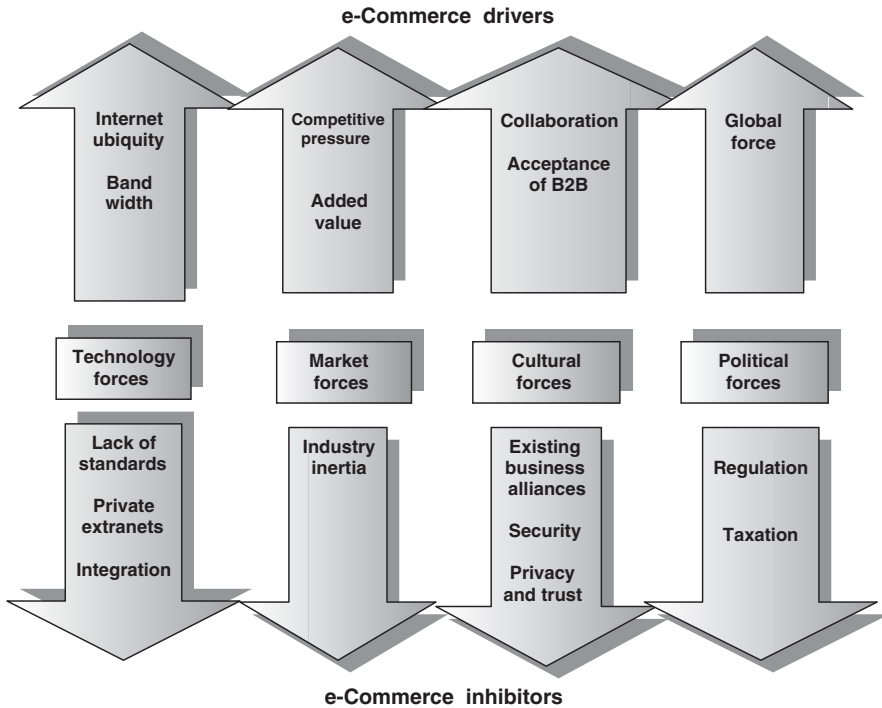 e-Commerce drivers
Internet
ubiquity
Band
width
Competitive
pressure
Added
value
Collaboration
Acceptance
of B2B
Global
force
Technology
forces
Market
forces
Cultural
forces
Political
forces
Lack of
standards
Private
extranets
Integration
Industry
inertia
Existing
business
alliances
Security
Privacy
and trust
Regulation
Taxation
e-Commerce inhibitors